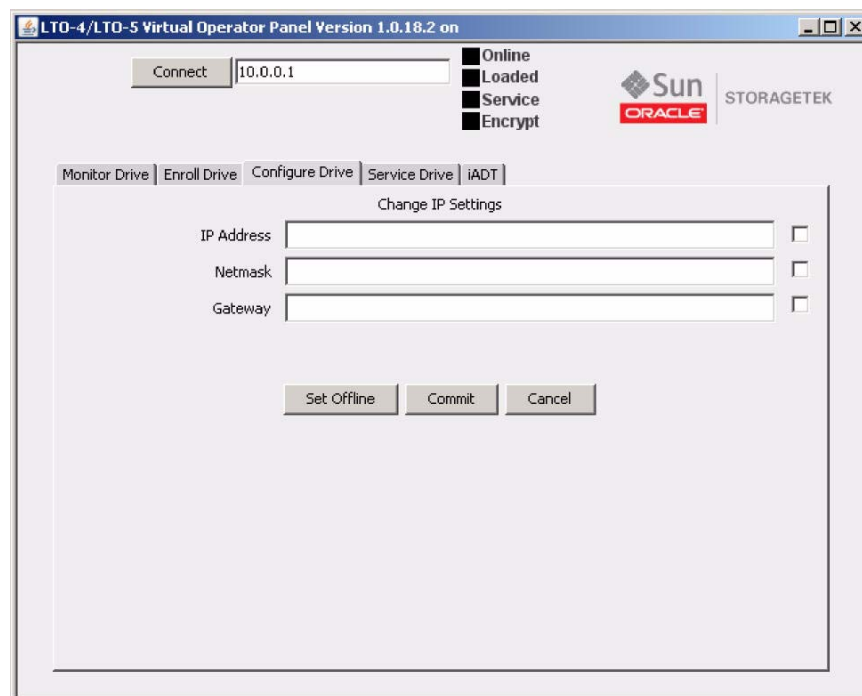 LTO-4/LTO-5 Virtual Operator Panel Version 1.0.18.2 on
Connect 10.0.0.1
Online
Loaded
Service
Encrypt
Sun
ORACLE
STORAGETEK
Monitor Drive Enroll Drive Configure Drive Service Drive iADT
Change IP Settings
IP Address
Netmask
Gateway
Set Offline Commit Cancel